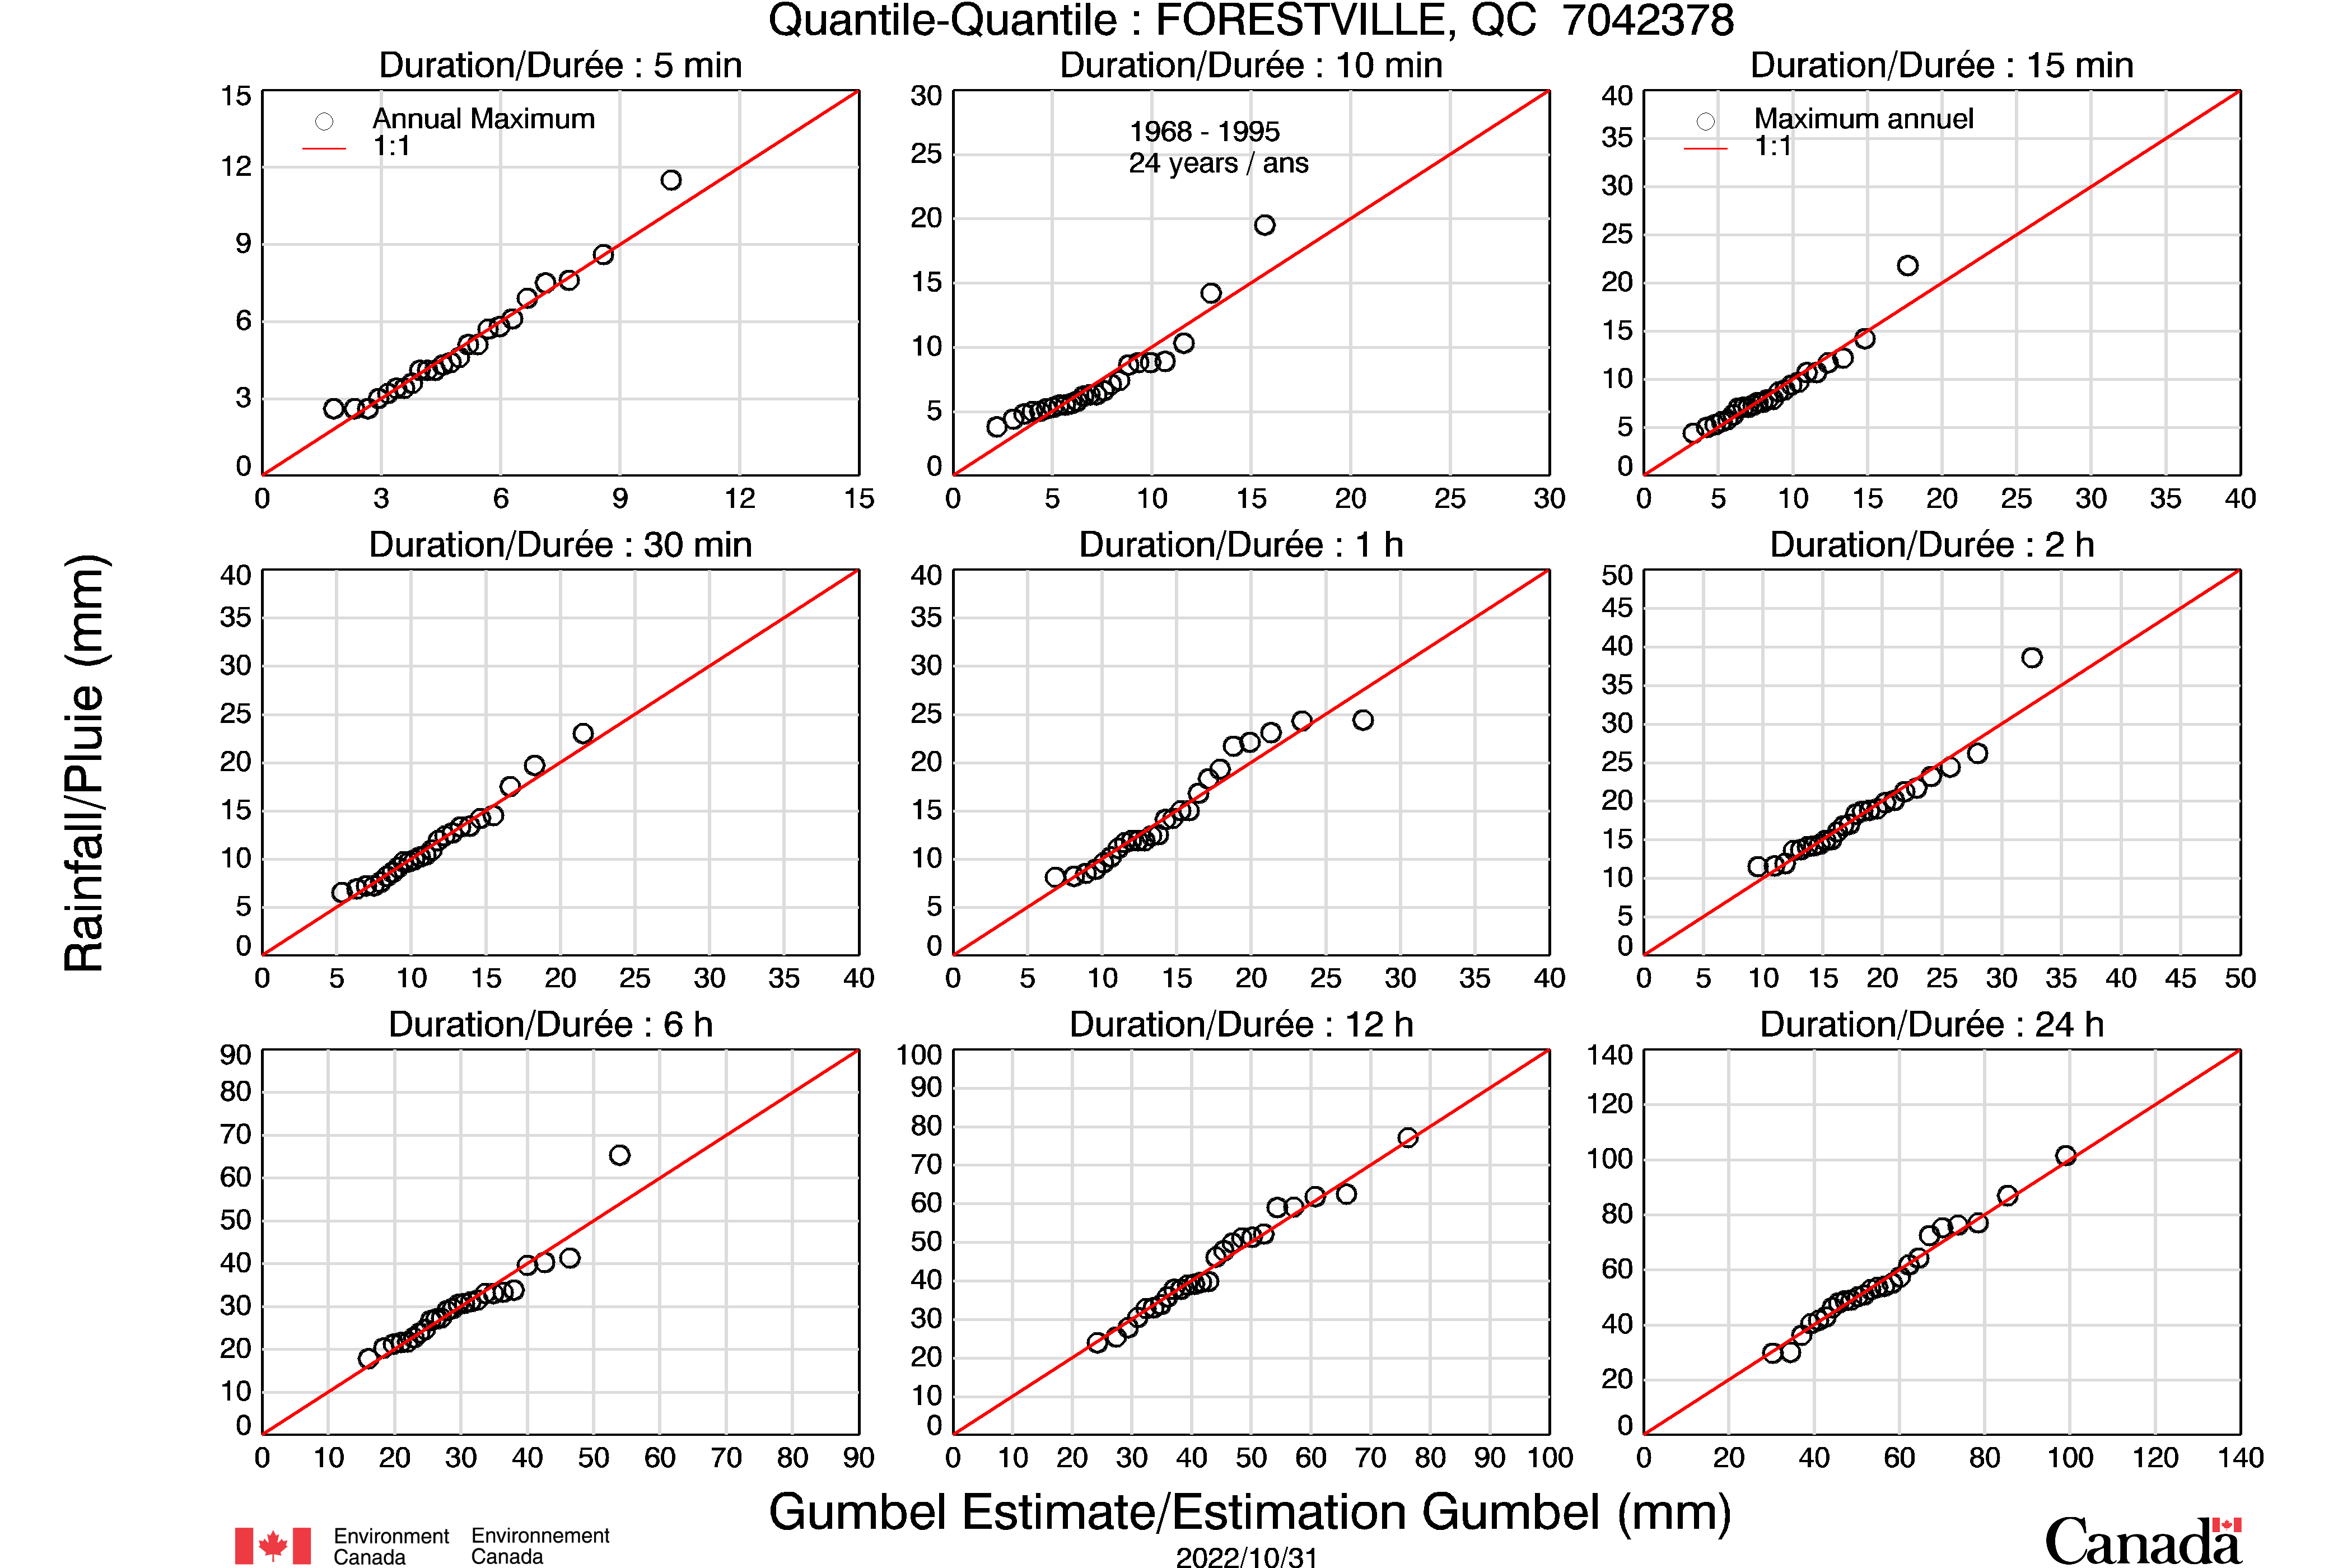 Quantile-Quantile : FORESTVILLE, QC  7042378
Duration/Durée : 5 min
15
12
9
6
3
0
0 3 6 9 12 15
Annual Maximum
1:1
Duration/Durée : 10 min
30
25
20
15
10
5
0
0 5 10 15 20 25 30
1968 - 1995
24 years / ans
Duration/Durée : 15 min
40
35
30
25
20
15
10
5
0
0 5 10 15 20 25 30 35 40
Maximum annuel
1:1
Rainfall/Pluie (mm)
Duration/Durée : 30 min
40
35
30
25
20
15
10
5
0
0 5 10 15 20 25 30 35 40
Duration/Durée : 1 h
40
35
30
25
20
15
10
5
0
0 5 10 15 20 25 30 35 40
Duration/Durée : 2 h
50
45
40
35
30
25
20
15
10
5
0
0 5 10 15 20 25 30 35 40 45 50
Duration/Durée : 6 h
90
80
70
60
50
40
30
20
10
0
0 10 20 30 40 50 60 70 80 90
Duration/Durée : 12 h
100
90
80
70
60
50
40
30
20
10
0
0 10 20 30 40 50 60 70 80 90 100
Duration/Durée : 24 h
140
120
100
80
60
40
20
0
0 20 40 60 80 100 120 140
Gumbel Estimate/Estimation Gumbel (mm)
Environment
Canada
Environnement
Canada
2022/10/31
Canada